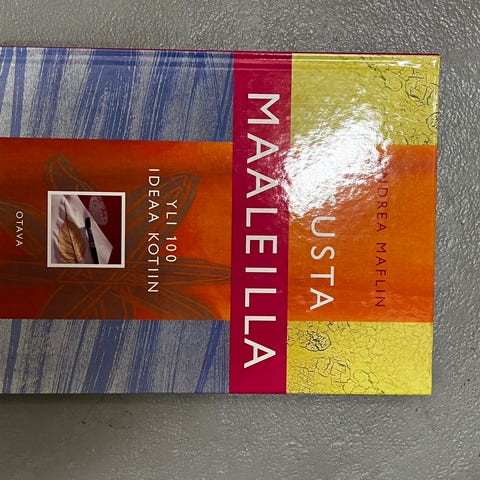 NDREA MAFLIN
USTA
MAALEILLA
YLI 100
IDEAA KOTIIN
OTAVA